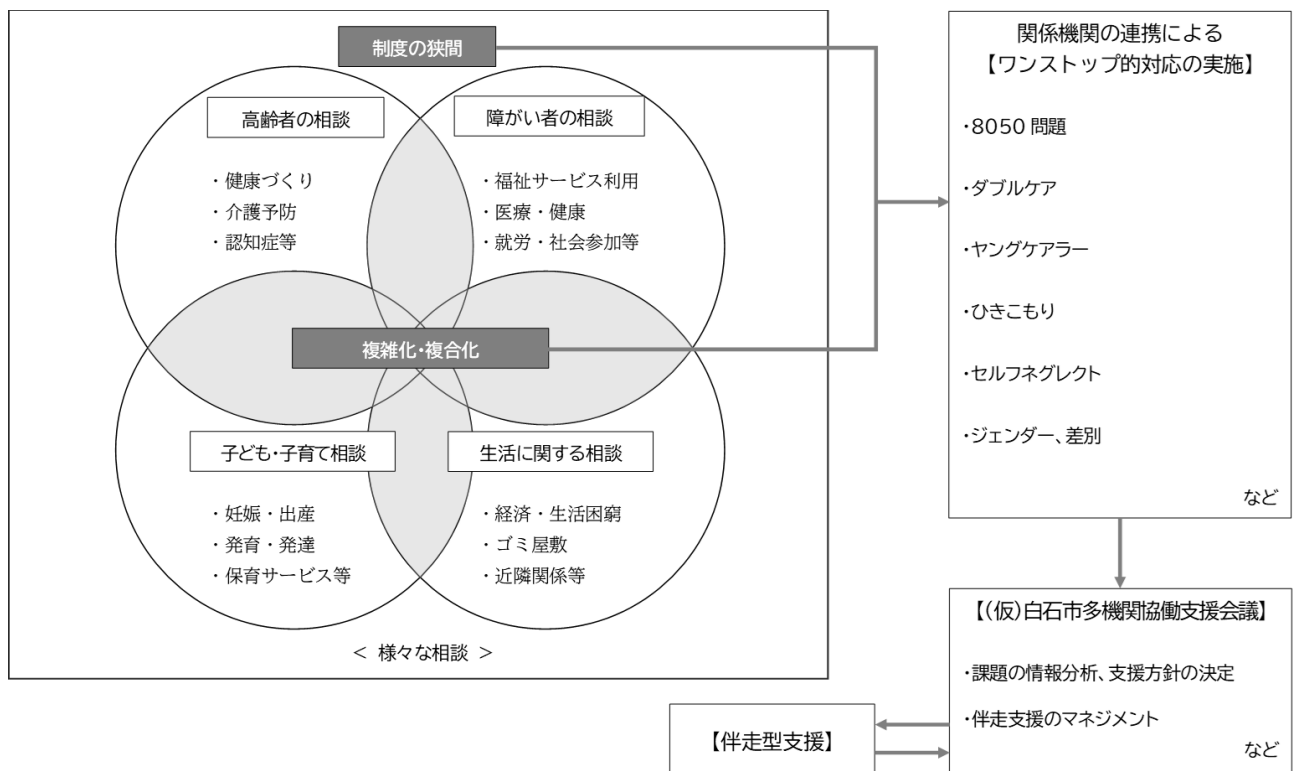 制度の狭間
高齢者の相談
・健康づくり
・介護予防
・認知症等
障がい者の相談
・福祉サービス利用
・医療・健康
・就労・社会参加等
複雑化・複合化
子ども・子育て相談
・妊娠・出産
・発育・発達
・保育サービス等
生活に関する相談
・経済・生活困窮
・ゴミ屋敷
・近隣関係等
< 様々な相談 >
関係機関の連携による
【ワンストップ的対応の実施】
・8050 問題
・ダブルケア
・ヤングケアラー
・ひきこもり
・セルフネグレクト
・ジェンダー、差別
など
【(仮)白石市多機関協働支援会議】
・課題の情報分析、支援方針の決定
・伴走支援のマネジメント
など
【伴走型支援】